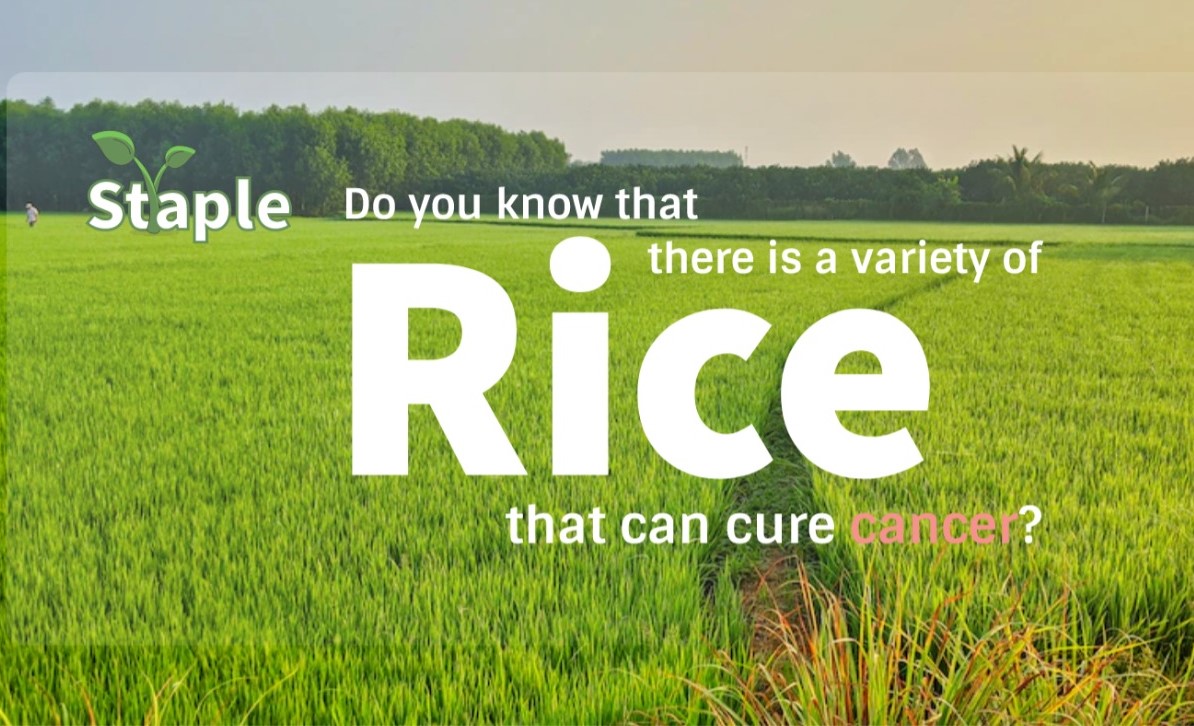 Staple
Do you know that
there is a variety of
Rice
that can cure cancer?